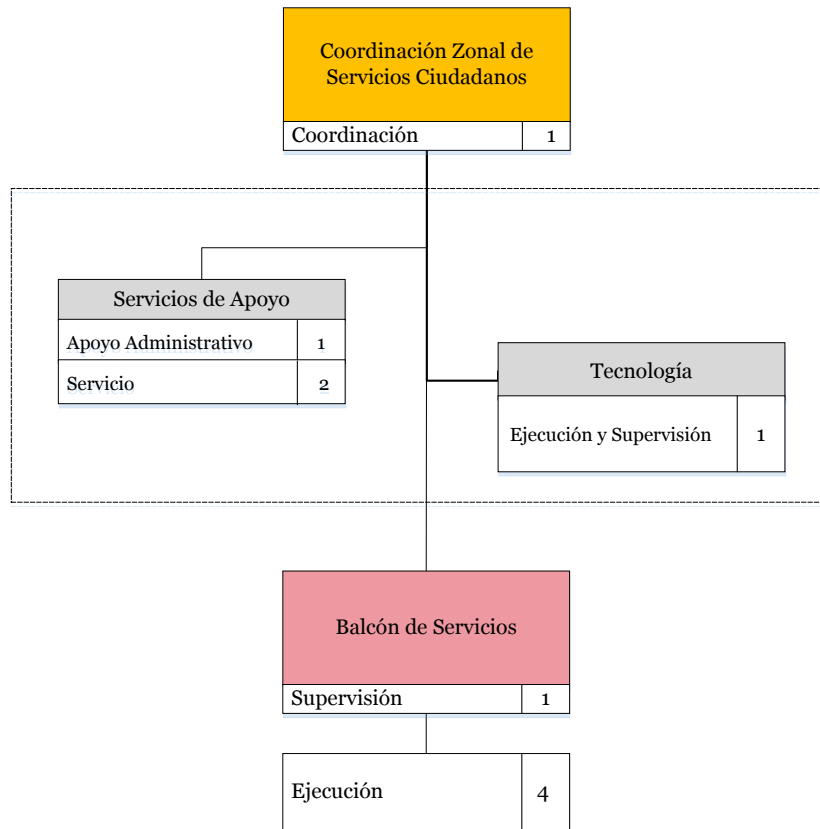 Coordinación Zonal de
Servicios Ciudadanos
Coordinación 1
Servicios de Apoyo
Apoyo Administrativo 1
Servicio 2
Tecnología
Ejecución y Supervisión 1
Balcón de Servicios
Supervisión 1
Ejecución 4